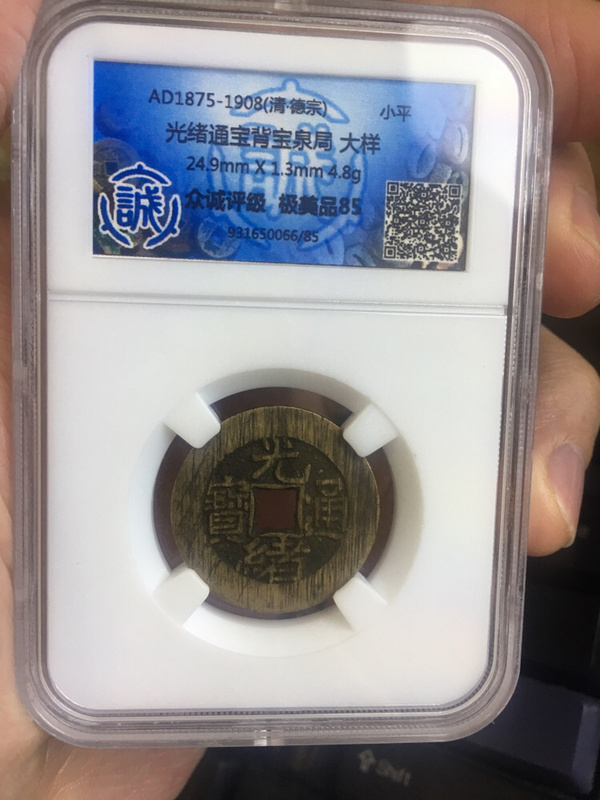 AD1875-1908(清·德宗)
小平
光绪通宝背宝泉局 大样
24.9mm X 1.3mm 4.8g
众诚评级 极美品85
931650066/85
誠
光緒通寶
Shift